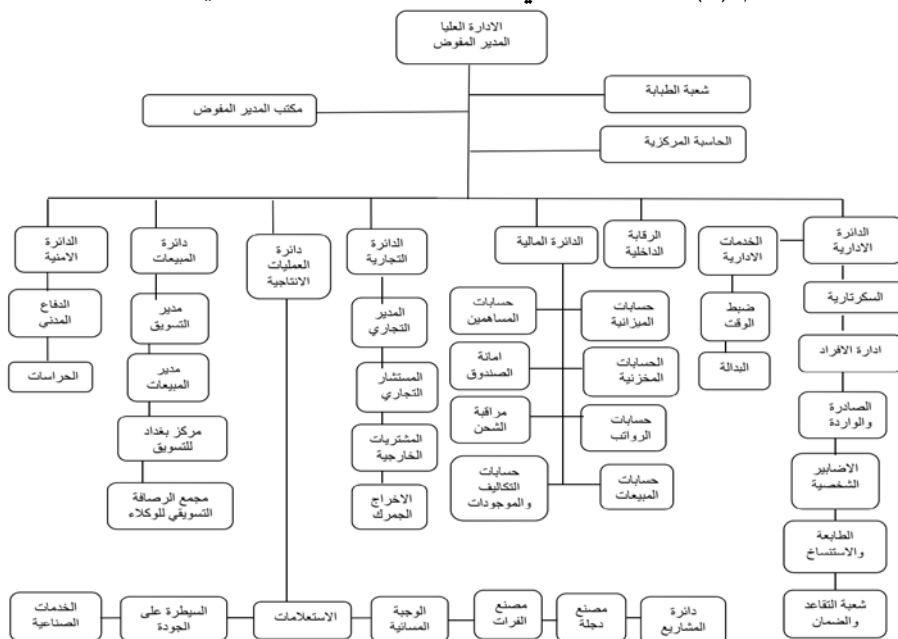 الادارة العليا
المدير المفوض
شعبة الطبابة
مكتب المدير المفوض
الحاسبة المركزية
الدائرة
الادارية
الخدمات
الادارية
الرقابة
الداخلية
الدائرة المالية
الدائرة
التجارية
دائرة
العمليات
الانتاجية
دائرة
المبيعات
الدائرة
الامنية
السكرتارية
ادارة الافراد
الصادرة
والواردة
الاضابير
الشخصية
الطابعة
والاستنساخ
شعبة التقاعد
والضمان
ضبط
الوقت
البدالة
حسابات
الميزانية
حسابات
المساهمين
الحسابات
المخزنية
امانة
الصندوق
حسابات
الرواتب
مراقبة
الشحن
حسابات
المبيعات
حسابات
التكاليف
والموجودات
المدير
التجاري
المستشار
التجاري
المشتريات
الخارجية
الاخراج
الجمرك
مدير
التسويق
مدير
المبيعات
مركز بغداد
للتسويق
مجمع الرصافة
التسويقي للوكلاء
الدفاع
المدني
الحراسات
دائرة
المشاريع
مصنع
دجلة
مصنع
الفرات
الوجبة
المسائية
الاستعلامات
السيطرة على
الجودة
الخدمات
الصناعية